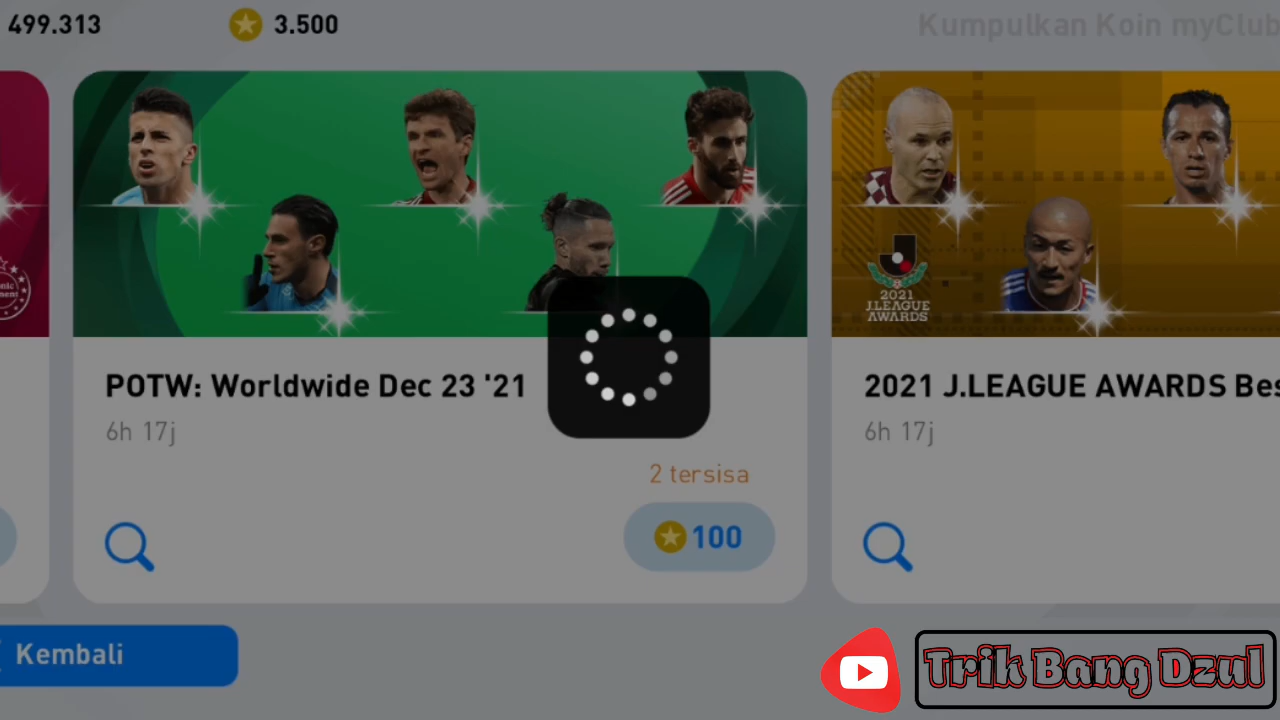 499.313
3.500
Kumpulkan Koin myClub
2021
J.LEAGUE
AWARDS
POTW: Worldwide Dec 23 '21
6h 17j
2 tersisa
100
2021 J.LEAGUE AWARDS Bes
6h 17j
Kembali
Trik Bang Dzul